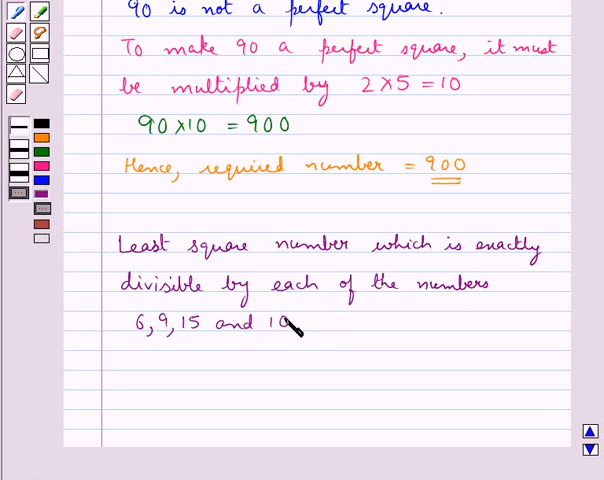 90 is not a perfect square.
To make 90 a perfect square, it must
be multiplied by 2 × 5 = 10
90 × 10 = 900
Hence, required number = 900
Least square number which is exactly
divisible by each of the numbers
6, 9, 15 and 10